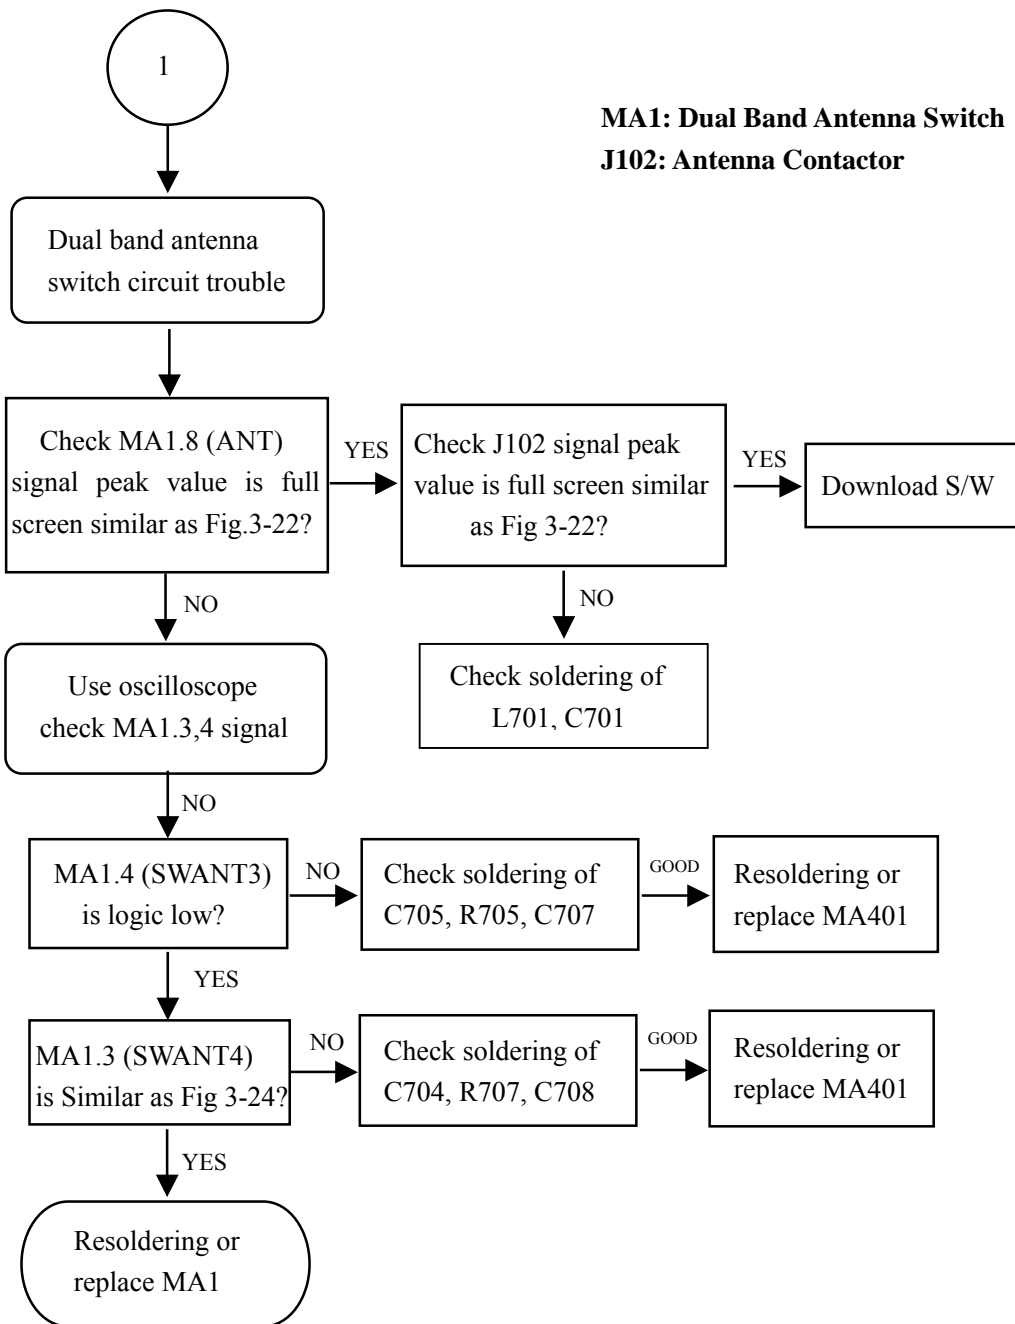 1
MA1: Dual Band Antenna Switch
J102: Antenna Contactor
Dual band antenna
switch circuit trouble
Check MA1.8 (ANT)
signal peak value is full
screen similar as Fig.3-22?
YES
Check J102 signal peak
value is full screen similar
as Fig 3-22?
YES
Download S/W
NO
NO
Check soldering of
L701, C701
Use oscilloscope
check MA1.3,4 signal
NO
MA1.4 (SWANT3)
is logic low?
NO
Check soldering of
C705, R705, C707
GOOD
Resoldering or
replace MA401
YES
MA1.3 (SWANT4)
is Similar as Fig 3-24?
NO
Check soldering of
C704, R707, C708
GOOD
Resoldering or
replace MA401
YES
Resoldering or
replace MA1